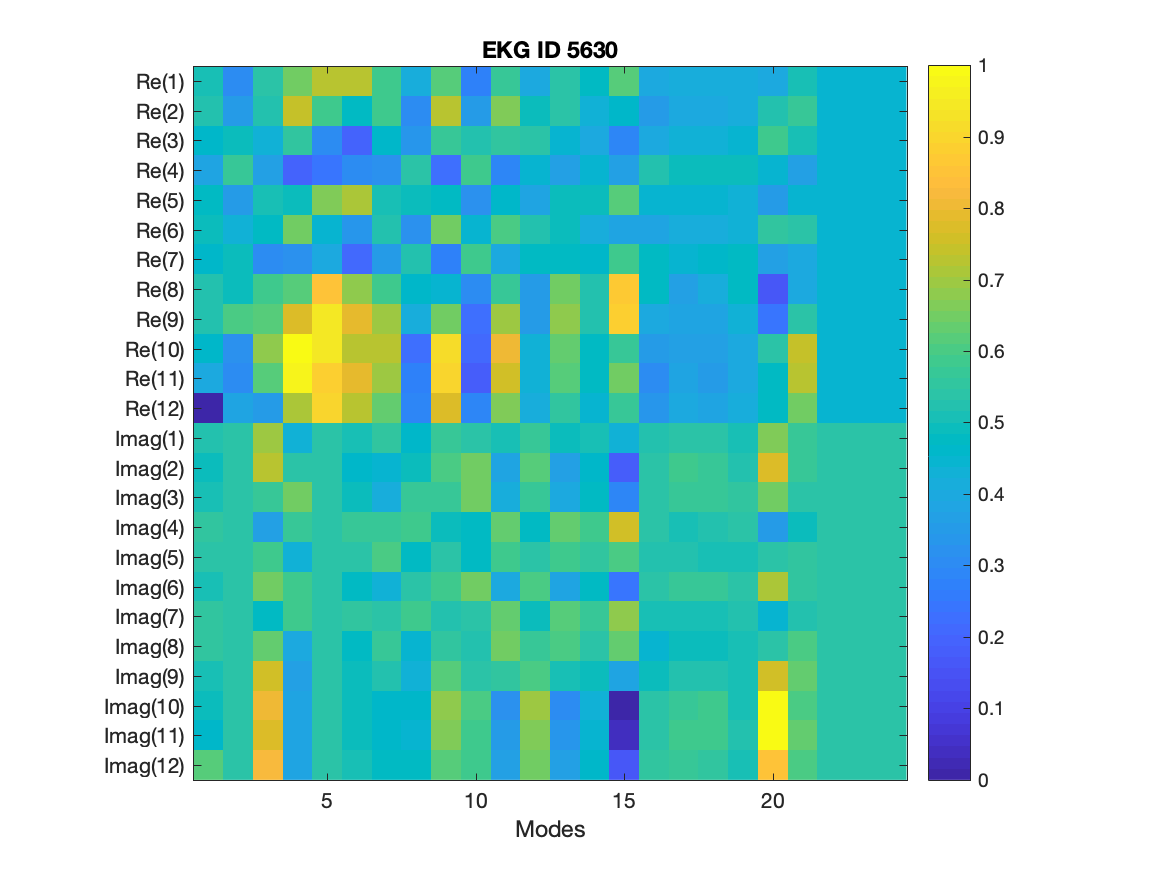 EKG ID 5630
Re(1)
Re(2)
Re(3)
Re(4)
Re(5)
Re(6)
Re(7)
Re(8)
Re(9)
Re(10)
Re(11)
Re(12)
Imag(1)
Imag(2)
Imag(3)
Imag(4)
Imag(5)
Imag(6)
Imag(7)
Imag(8)
Imag(9)
Imag(10)
Imag(11)
Imag(12)
5 10 15 20
Modes
1
0.9
0.8
0.7
0.6
0.5
0.4
0.3
0.2
0.1
0